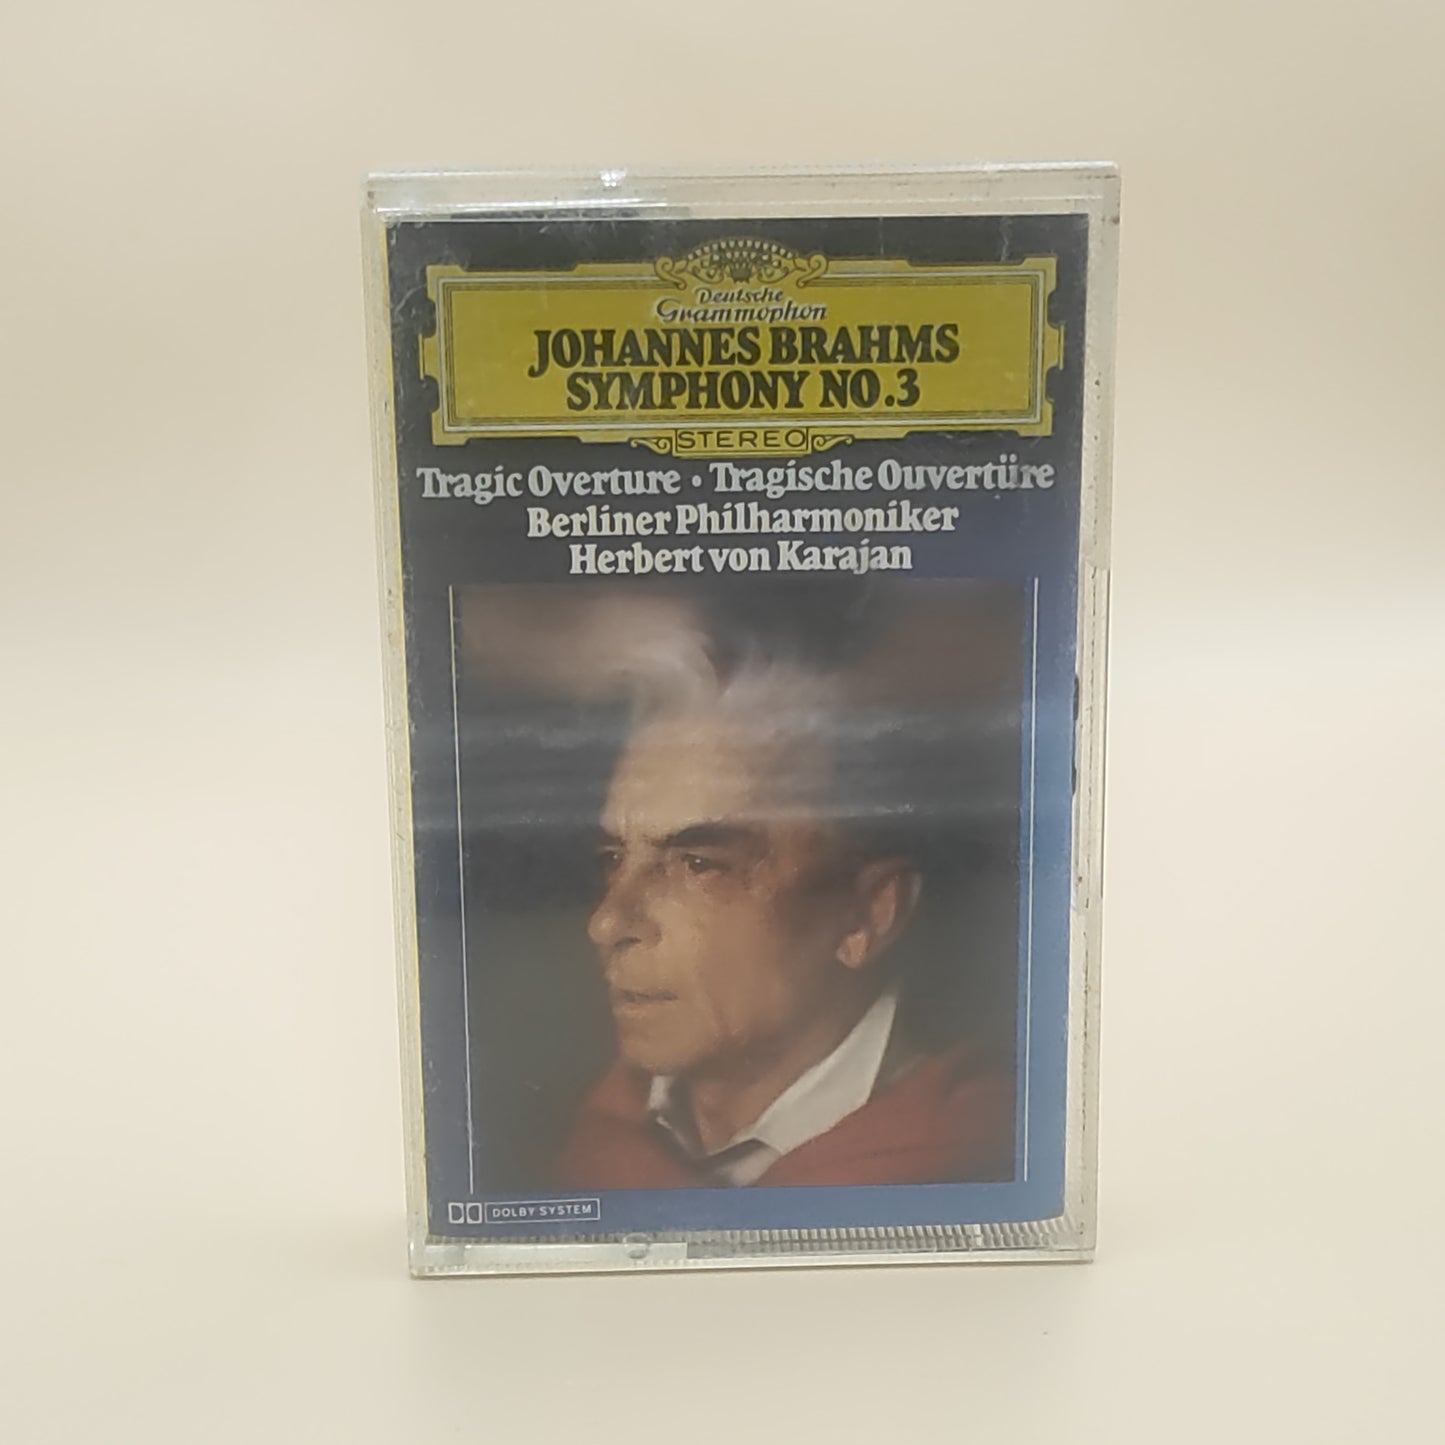 Deutsche
Grammophon
JOHANNES BRAHMS
SYMPHONY NO.3
STEREO
Tragic Overture • Tragische Ouvertüre
Berliner Philharmoniker
Herbert von Karajan
DOLBY SYSTEM